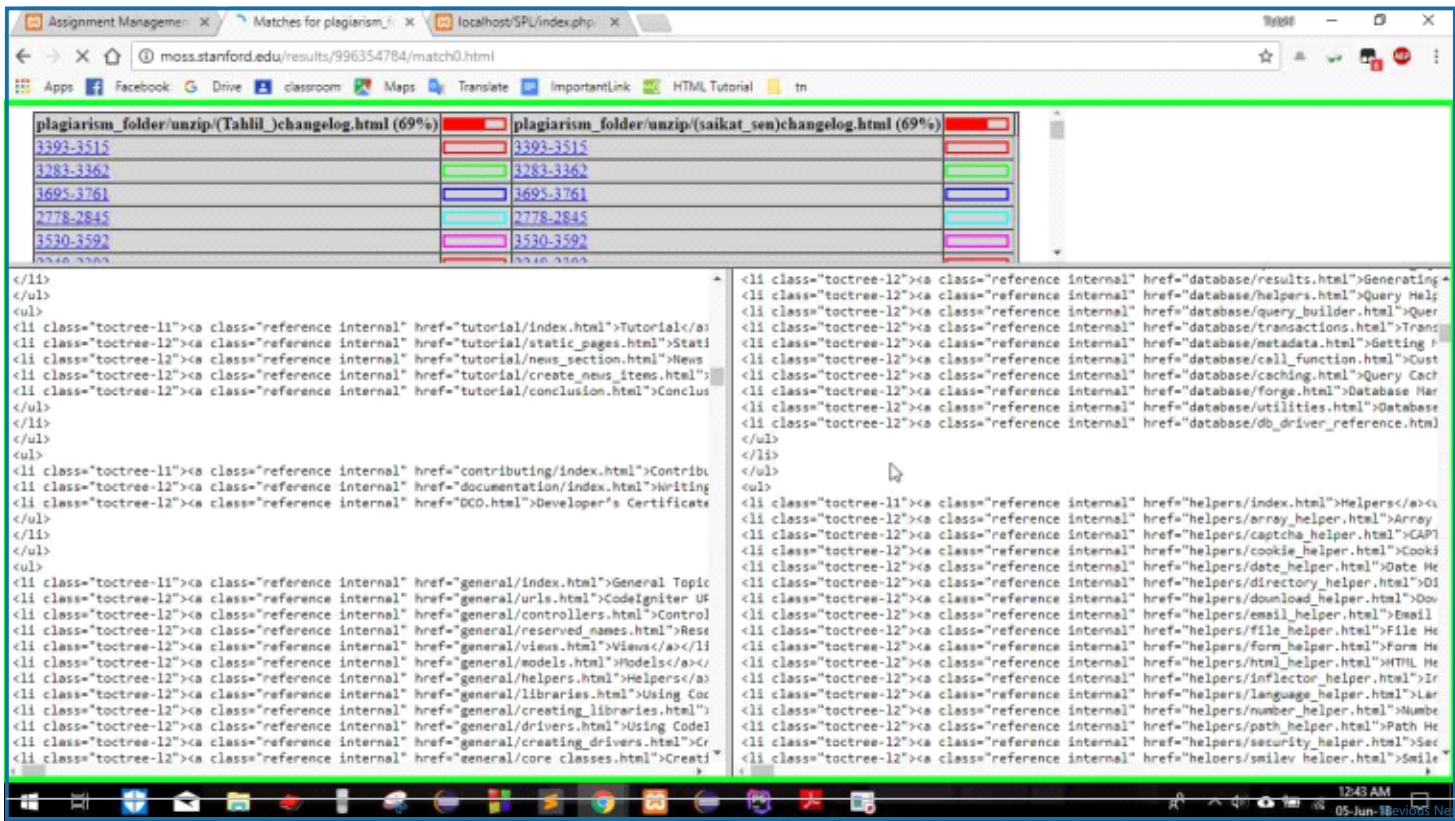 Assignment Managemen
Matches for plagiarism_f
localhost/SPL/index.php
moss.stanford.edu/results/996354784/match0.html
Apps Facebook Drive classroom Maps Translate ImportantLink HTML Tutorial tn
plagiarism_folder/unzip/(Tahlil_)changelog.html (69%) plagiarism_folder/unzip/(saikat_sen)changelog.html (69%)
3393-3515 3393-3515
3283-3362 3283-3362
3695-3761 3695-3761
2778-2845 2778-2845
3530-3592 3530-3592
</li>
</ul>
<ul>
<li class="toctree-l1"><a class="reference internal" href="tutorial/index.html">Tutorial</a>
<li class="toctree-l2"><a class="reference internal" href="tutorial/static_pages.html">Stati
<li class="toctree-l2"><a class="reference internal" href="tutorial/news_section.html">News
<li class="toctree-l2"><a class="reference internal" href="tutorial/create_news_items.html">
<li class="toctree-l2"><a class="reference internal" href="tutorial/conclusion.html">Conclus
</ul>
</li>
</ul>
<ul>
<li class="toctree-l1"><a class="reference internal" href="contributing/index.html">Contribu
<li class="toctree-l2"><a class="reference internal" href="documentation/index.html">Writing
<li class="toctree-l2"><a class="reference internal" href="DCO.html">Developer's Certificate
</ul>
</li>
</ul>
<ul>
<li class="toctree-l1"><a class="reference internal" href="general/index.html">General Topic
<li class="toctree-l2"><a class="reference internal" href="general/urls.html">CodeIgniter UR
<li class="toctree-l2"><a class="reference internal" href="general/controllers.html">Control
<li class="toctree-l2"><a class="reference internal" href="general/reserved_names.html">Rese
<li class="toctree-l2"><a class="reference internal" href="general/views.html">Views</a></li
<li class="toctree-l2"><a class="reference internal" href="general/models.html">Models</a></
<li class="toctree-l2"><a class="reference internal" href="general/helpers.html">Helpers</a>
<li class="toctree-l2"><a class="reference internal" href="general/libraries.html">Using Cod
<li class="toctree-l2"><a class="reference internal" href="general/creating_libraries.html">
<li class="toctree-l2"><a class="reference internal" href="general/drivers.html">Using CodeI
<li class="toctree-l2"><a class="reference internal" href="general/creating_drivers.html">Cr
<li class="toctree-l2"><a class="reference internal" href="general/core_classes.html">Creati
<li class="toctree-l2"><a class="reference internal" href="database/results.html">Generating
<li class="toctree-l2"><a class="reference internal" href="database/helpers.html">Query Help
<li class="toctree-l2"><a class="reference internal" href="database/query_builder.html">Quer
<li class="toctree-l2"><a class="reference internal" href="database/transactions.html">Trans
<li class="toctree-l2"><a class="reference internal" href="database/metadata.html">Getting M
<li class="toctree-l2"><a class="reference internal" href="database/call_function.html">Cust
<li class="toctree-l2"><a class="reference internal" href="database/caching.html">Query Cach
<li class="toctree-l2"><a class="reference internal" href="database/forge.html">Database Man
<li class="toctree-l2"><a class="reference internal" href="database/utilities.html">Database
<li class="toctree-l2"><a class="reference internal" href="database/db_driver_reference.html
</ul>
</li>
</ul>
<ul>
<li class="toctree-l1"><a class="reference internal" href="helpers/index.html">Helpers</a><u
<li class="toctree-l2"><a class="reference internal" href="helpers/array_helper.html">Array
<li class="toctree-l2"><a class="reference internal" href="helpers/captcha_helper.html">CAPT
<li class="toctree-l2"><a class="reference internal" href="helpers/cookie_helper.html">Cooki
<li class="toctree-l2"><a class="reference internal" href="helpers/date_helper.html">Date He
<li class="toctree-l2"><a class="reference internal" href="helpers/directory_helper.html">Di
<li class="toctree-l2"><a class="reference internal" href="helpers/download_helper.html">Dow
<li class="toctree-l2"><a class="reference internal" href="helpers/email_helper.html">Email
<li class="toctree-l2"><a class="reference internal" href="helpers/file_helper.html">File He
<li class="toctree-l2"><a class="reference internal" href="helpers/form_helper.html">Form He
<li class="toctree-l2"><a class="reference internal" href="helpers/html_helper.html">HTML He
<li class="toctree-l2"><a class="reference internal" href="helpers/inflector_helper.html">In
<li class="toctree-l2"><a class="reference internal" href="helpers/language_helper.html">Lan
<li class="toctree-l2"><a class="reference internal" href="helpers/number_helper.html">Numbe
<li class="toctree-l2"><a class="reference internal" href="helpers/path_helper.html">Path He
<li class="toctree-l2"><a class="reference internal" href="helpers/security_helper.html">Sec
<li class="toctree-l2"><a class="reference internal" href="helpers/smiley_helper.html">Smile
12:43 AM
05-Jun-18
Previous Ne